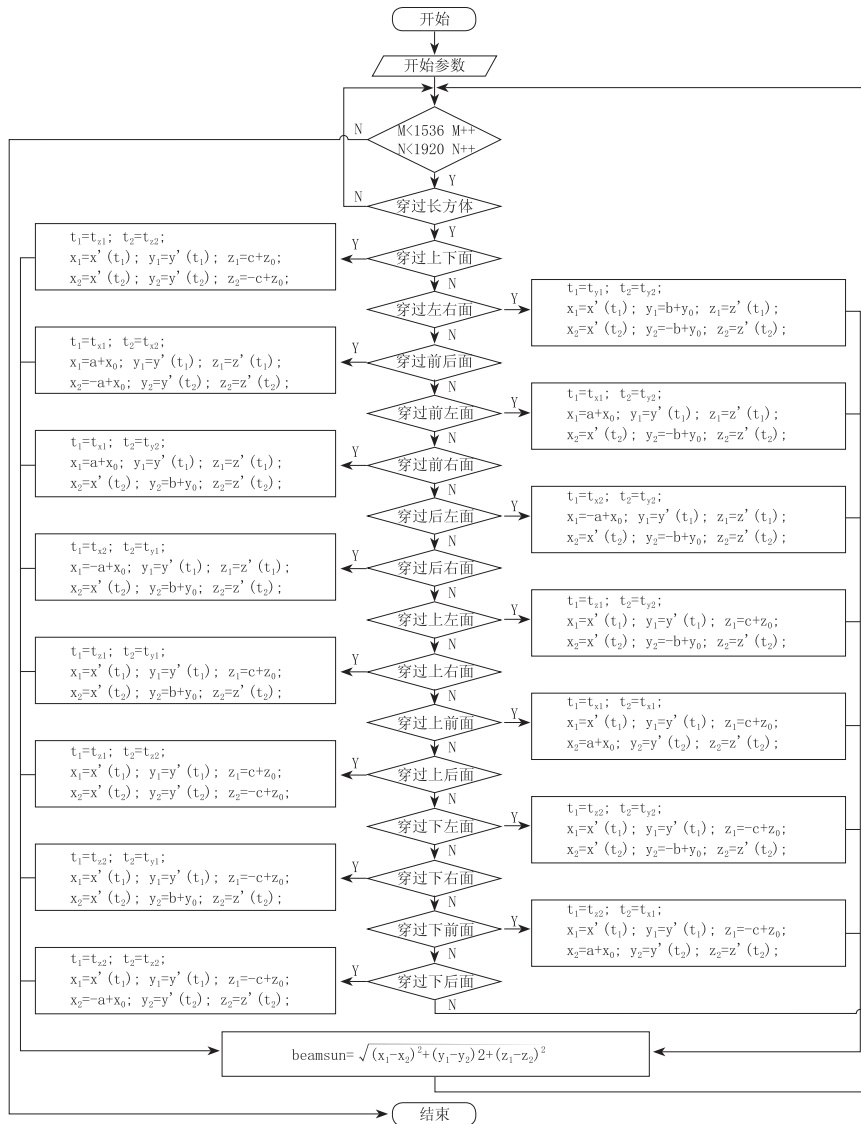 开始
开始参数
N
M<1536 M++
N<1920 N++
Y
N
穿过长方体
Y
t₁=t_z1; t₂=t_z2;
x₁=x'(t₁); y₁=y'(t₁); z₁=c+z₀;
x₂=x'(t₂); y₂=y'(t₂); z₂=-c+z₀;
Y
穿过上下面
N
穿过左右面
Y
t₁=t_y1; t₂=t_y2;
x₁=x'(t₁); y₁=b+y₀; z₁=z'(t₁);
x₂=x'(t₂); y₂=-b+y₀; z₂=z'(t₂);
N
t₁=t_x1; t₂=t_x2;
x₁=a+x₀; y₁=y'(t₁); z₁=z'(t₁);
x₂=-a+x₀; y₂=y'(t₂); z₂=z'(t₂);
Y
穿过前后面
N
穿过前左面
Y
t₁=t_x1; t₂=t_y2;
x₁=a+x₀; y₁=y'(t₁); z₁=z'(t₁);
x₂=x'(t₂); y₂=-b+y₀; z₂=z'(t₂);
N
t₁=t_x1; t₂=t_y2;
x₁=a+x₀; y₁=y'(t₁); z₁=z'(t₁);
x₂=x'(t₂); y₂=b+y₀; z₂=z'(t₂);
Y
穿过前右面
N
穿过后左面
Y
t₁=t_x2; t₂=t_y2;
x₁=-a+x₀; y₁=y'(t₁); z₁=z'(t₁);
x₂=x'(t₂); y₂=-b+y₀; z₂=z'(t₂);
N
t₁=t_x2; t₂=t_y1;
x₁=-a+x₀; y₁=y'(t₁); z₁=z'(t₁);
x₂=x'(t₂); y₂=b+y₀; z₂=z'(t₂);
Y
穿过后右面
N
穿过上左面
Y
t₁=t_z1; t₂=t_y2;
x₁=x'(t₁); y₁=y'(t₁); z₁=c+z₀;
x₂=x'(t₂); y₂=-b+y₀; z₂=z'(t₂);
N
t₁=t_z1; t₂=t_y1;
x₁=x'(t₁); y₁=y'(t₁); z₁=c+z₀;
x₂=x'(t₂); y₂=b+y₀; z₂=z'(t₂);
Y
穿过上右面
N
穿过上前面
Y
t₁=t_x1; t₂=t_x1;
x₁=x'(t₁); y₁=y'(t₁); z₁=c+z₀;
x₂=a+x₀; y₂=y'(t₂); z₂=z'(t₂);
N
t₁=t_z1; t₂=t_z2;
x₁=x'(t₁); y₁=y'(t₁); z₁=c+z₀;
x₂=x'(t₂); y₂=y'(t₂); z₂=-c+z₀;
Y
穿过上后面
N
穿过下左面
Y
t₁=t_z2; t₂=t_y2;
x₁=x'(t₁); y₁=y'(t₁); z₁=-c+z₀;
x₂=x'(t₂); y₂=-b+y₀; z₂=z'(t₂);
N
t₁=t_z2; t₂=t_y1;
x₁=x'(t₁); y₁=y'(t₁); z₁=-c+z₀;
x₂=x'(t₂); y₂=b+y₀; z₂=z'(t₂);
Y
穿过下右面
N
穿过下前面
Y
t₁=t_z2; t₂=t_x1;
x₁=x'(t₁); y₁=y'(t₁); z₁=-c+z₀;
x₂=a+x₀; y₂=y'(t₂); z₂=z'(t₂);
N
t₁=t_z2; t₂=t_z2;
x₁=x'(t₁); y₁=y'(t₁); z₁=-c+z₀;
x₂=-a+x₀; y₂=y'(t₂); z₂=z'(t₂);
Y
穿过下后面
N
beamsun=√(x₁-x₂)²+(y₁-y₂)2+(z₁-z₂)²
结束